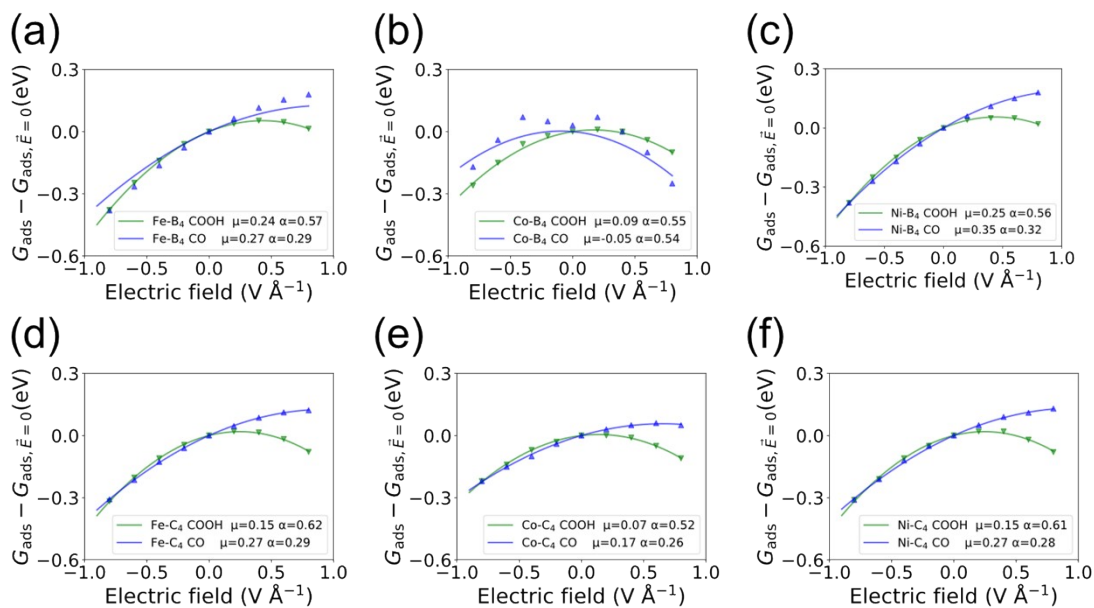 (a)
G_ads − G_ads, E⃗ = 0 (eV)
0.3
0.0
−0.3
−0.6
Fe-B₄ COOH μ=0.24 α=0.57
Fe-B₄ CO μ=0.27 α=0.29
−1.0 −0.5 0.0 0.5 1.0
Electric field (V Å⁻¹)
(b)
G_ads − G_ads, E⃗ = 0 (eV)
0.3
0.0
−0.3
−0.6
Co-B₄ COOH μ=0.09 α=0.55
Co-B₄ CO μ=-0.05 α=0.54
−1.0 −0.5 0.0 0.5 1.0
Electric field (V Å⁻¹)
(c)
G_ads − G_ads, E⃗ = 0 (eV)
0.3
0.0
−0.3
−0.6
Ni-B₄ COOH μ=0.25 α=0.56
Ni-B₄ CO μ=0.35 α=0.32
−1.0 −0.5 0.0 0.5 1.0
Electric field (V Å⁻¹)
(d)
G_ads − G_ads, E⃗ = 0 (eV)
0.3
0.0
−0.3
−0.6
Fe-C₄ COOH μ=0.15 α=0.62
Fe-C₄ CO μ=0.27 α=0.29
−1.0 −0.5 0.0 0.5 1.0
Electric field (V Å⁻¹)
(e)
G_ads − G_ads, E⃗ = 0 (eV)
0.3
0.0
−0.3
−0.6
Co-C₄ COOH μ=0.07 α=0.52
Co-C₄ CO μ=0.17 α=0.26
−1.0 −0.5 0.0 0.5 1.0
Electric field (V Å⁻¹)
(f)
G_ads − G_ads, E⃗ = 0 (eV)
0.3
0.0
−0.3
−0.6
Ni-C₄ COOH μ=0.15 α=0.61
Ni-C₄ CO μ=0.27 α=0.28
−1.0 −0.5 0.0 0.5 1.0
Electric field (V Å⁻¹)